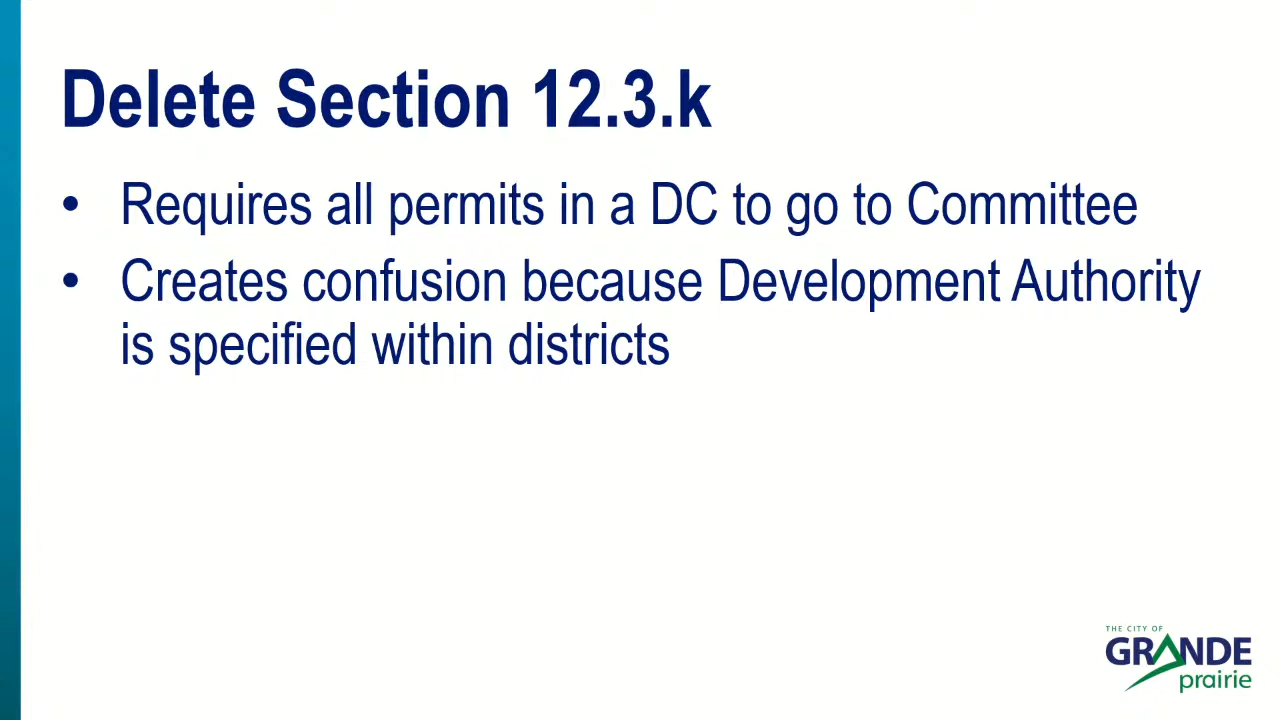 Delete Section 12.3.k
• Requires all permits in a DC to go to Committee
• Creates confusion because Development Authority
is specified within districts
THE CITY OF
GRANDE
prairie